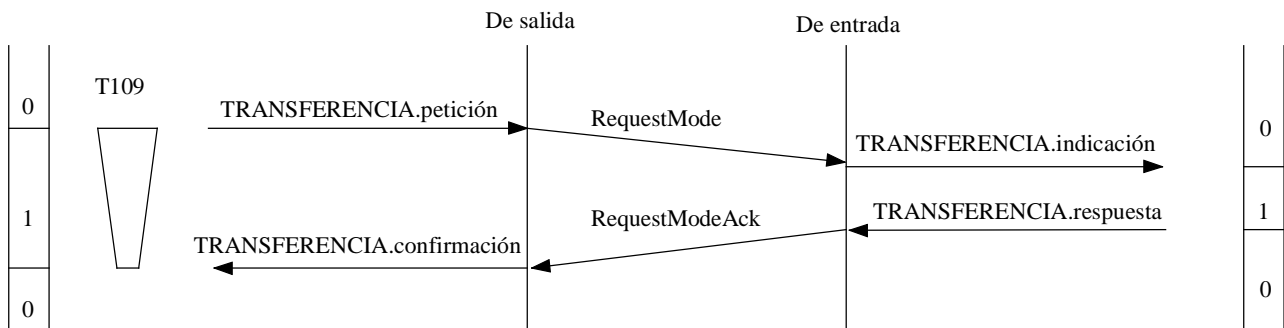 De salida
De entrada
T109
0
TRANSFERENCIA.petición
RequestMode
0
TRANSFERENCIA.indicación
1
RequestModeAck
TRANSFERENCIA.respuesta
1
TRANSFERENCIA.confirmación
0
0